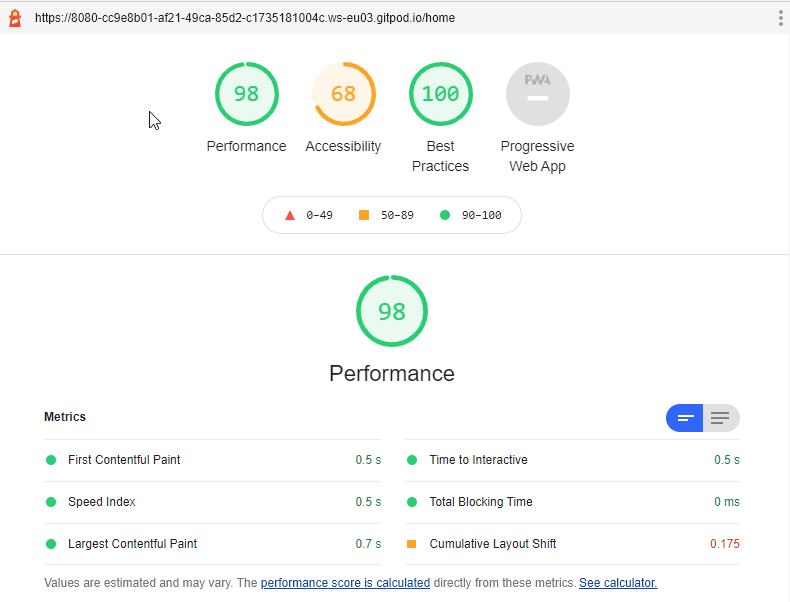 https://8080-cc9e8b01-af21-49ca-85d2-c1735181004c.ws-eu03.gitpod.io/home
98 68 100 PWA
Performance Accessibility Best Practices Progressive Web App
0–49 50–89 90–100
98
Performance
Metrics
First Contentful Paint 0.5 s
Time to Interactive 0.5 s
Speed Index 0.5 s
Total Blocking Time 0 ms
Largest Contentful Paint 0.7 s
Cumulative Layout Shift 0.175
Values are estimated and may vary. The performance score is calculated directly from these metrics. See calculator.